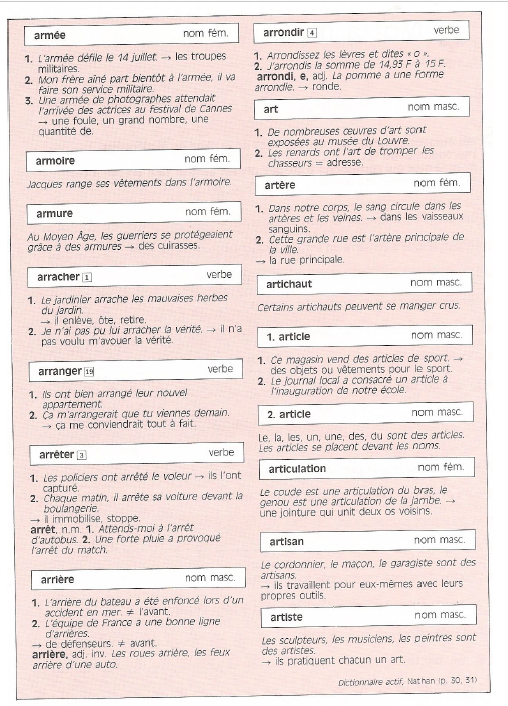 armée nom fém.
1. L'armée défile le 14 juillet. → les troupes
militaires.
2. Mon frère aîné part bientôt à l'armée, il va
faire son service militaire.
3. Une armée de photographes attendait
l'arrivée des actrices au festival de Cannes
→ une foule, un grand nombre, une
quantité de.
armoire nom fém.
Jacques range ses vêtements dans l'armoire.
armure nom fém.
Au Moyen Âge, les guerriers se protégeaient
grâce à des armures → des cuirasses.
arracher 1 verbe
1. Le jardinier arrache les mauvaises herbes
du jardin.
→ il enlève, ôte, retire.
2. Je n'ai pas pu lui arracher la vérité. → il n'a
pas voulu m'avouer la vérité.
arranger 19 verbe
1. Ils ont bien arrangé leur nouvel
appartement.
2. Ça m'arrangerait que tu viennes demain.
→ ça me conviendrait tout à fait.
arrêter 3 verbe
1. Les policiers ont arrêté le voleur → ils l'ont
capturé.
2. Chaque matin, il arrête sa voiture devant la
boulangerie.
→ il immobilise, stoppe.
arrêt, n.m. 1. Attends-moi à l'arrêt
d'autobus. 2. Une forte pluie a provoqué
l'arrêt du match.
arrière nom masc.
1. L'arrière du bateau a été enfoncé lors d'un
accident en mer. ≠ l'avant.
2. L'équipe de France a une bonne ligne
d'arrières.
→ de défenseurs. ≠ avant.
arrière, adj. inv. Les roues arrière, les feux
arrière d'une auto.
arrondir 4 verbe
1. Arrondissez les lèvres et dites « o ».
2. J'arrondis la somme de 14,93 F à 15 F.
arrondi, e, adj. La pomme a une forme
arrondie. → ronde.
art nom masc.
1. De nombreuses œuvres d'art sont
exposées au musée du Louvre.
2. Les renards ont l'art de tromper les
chasseurs = adresse.
artère nom fém.
1. Dans notre corps, le sang circule dans les
artères et les veines. → dans les vaisseaux
sanguins.
2. Cette grande rue est l'artère principale de
la ville.
→ la rue principale.
artichaut nom masc.
Certains artichauts peuvent se manger crus.
1. article nom masc.
1. Ce magasin vend des articles de sport. →
des objets ou vêtements pour le sport.
2. Le journal local a consacré un article à
l'inauguration de notre école.
2. article nom masc.
Le, la, les, un, une, des, du sont des articles.
Les articles se placent devant les noms.
articulation nom fém.
Le coude est une articulation du bras, le
genou est une articulation de la jambe. →
une jointure qui unit deux os voisins.
artisan nom masc.
Le cordonnier, le maçon, le garagiste sont des
artisans.
→ ils travaillent pour eux-mêmes avec leurs
propres outils.
artiste nom masc.
Les sculpteurs, les musiciens, les peintres sont
des artistes.
→ ils pratiquent chacun un art.
Dictionnaire actif, Nathan (p. 30, 31)